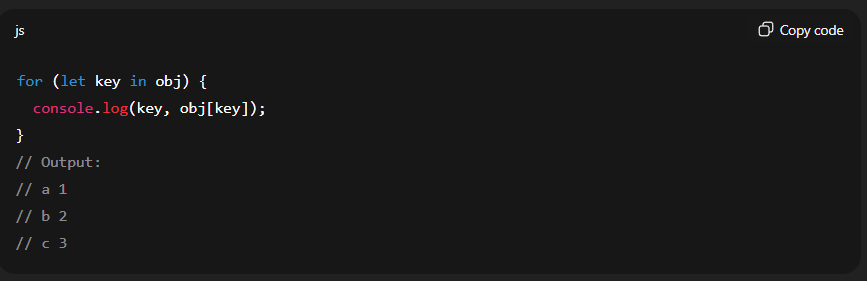 js
Copy code
for (let key in obj) {
  console.log(key, obj[key]);
}
// Output:
// a 1
// b 2
// c 3